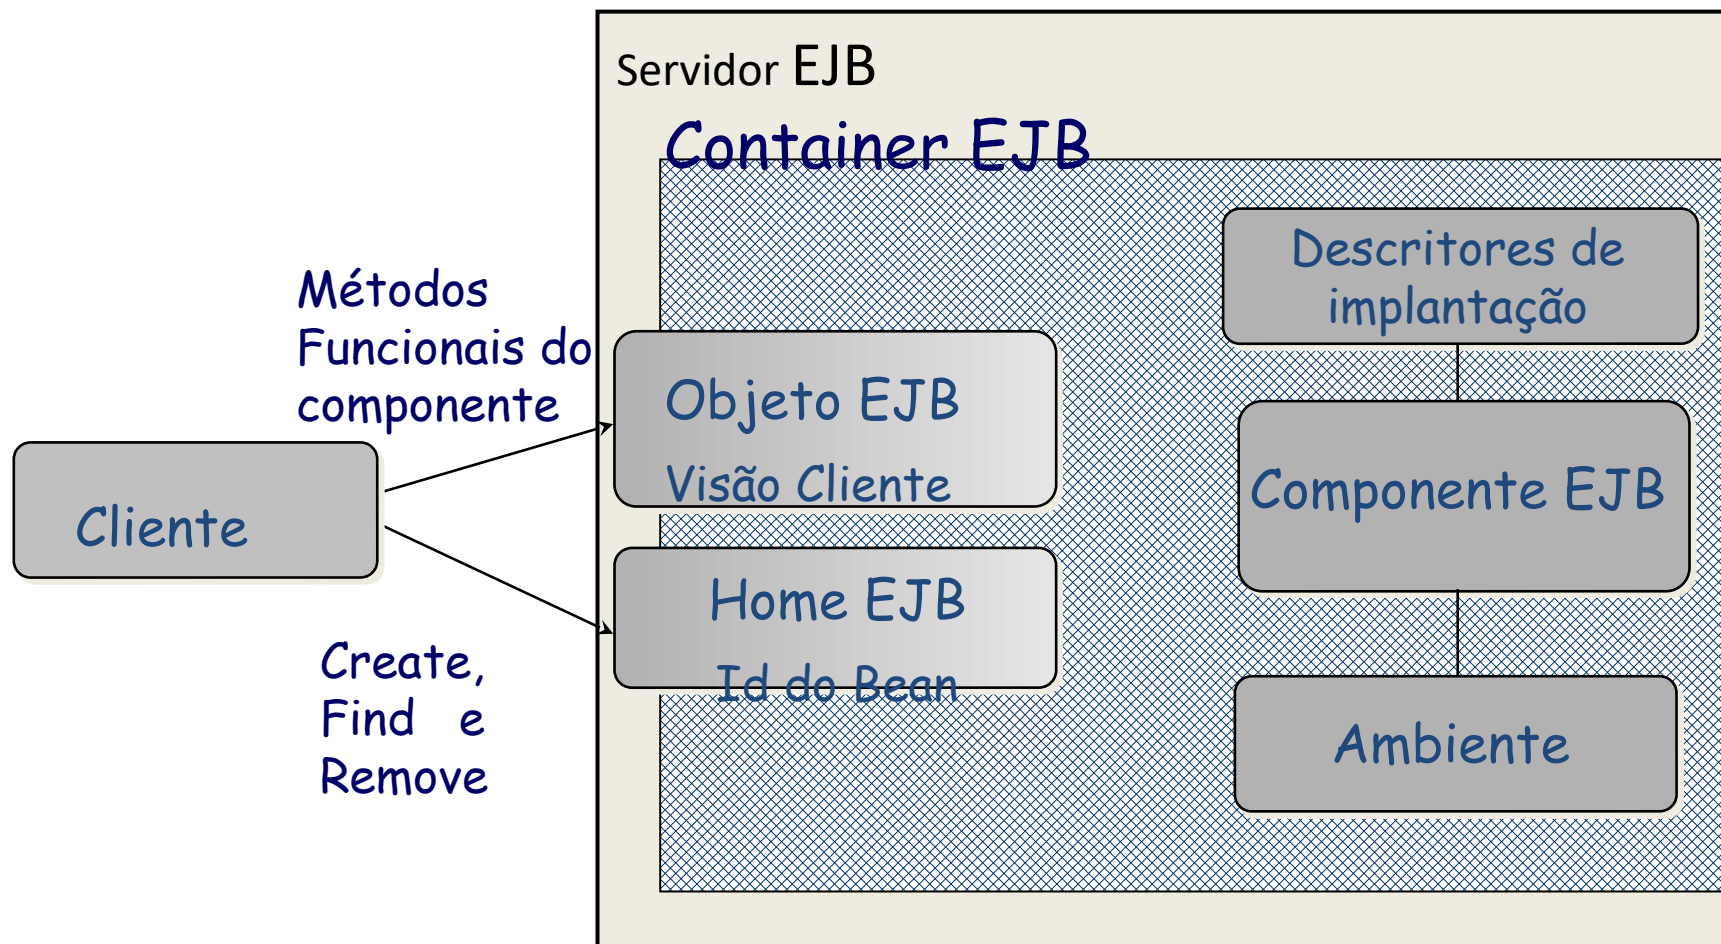 Servidor EJB
Container EJB
Descritores de
implantação
Métodos
Funcionais do
componente
Objeto EJB
Visão Cliente
Componente EJB
Cliente
Home EJB
Id do Bean
Create,
Find e
Remove
Ambiente